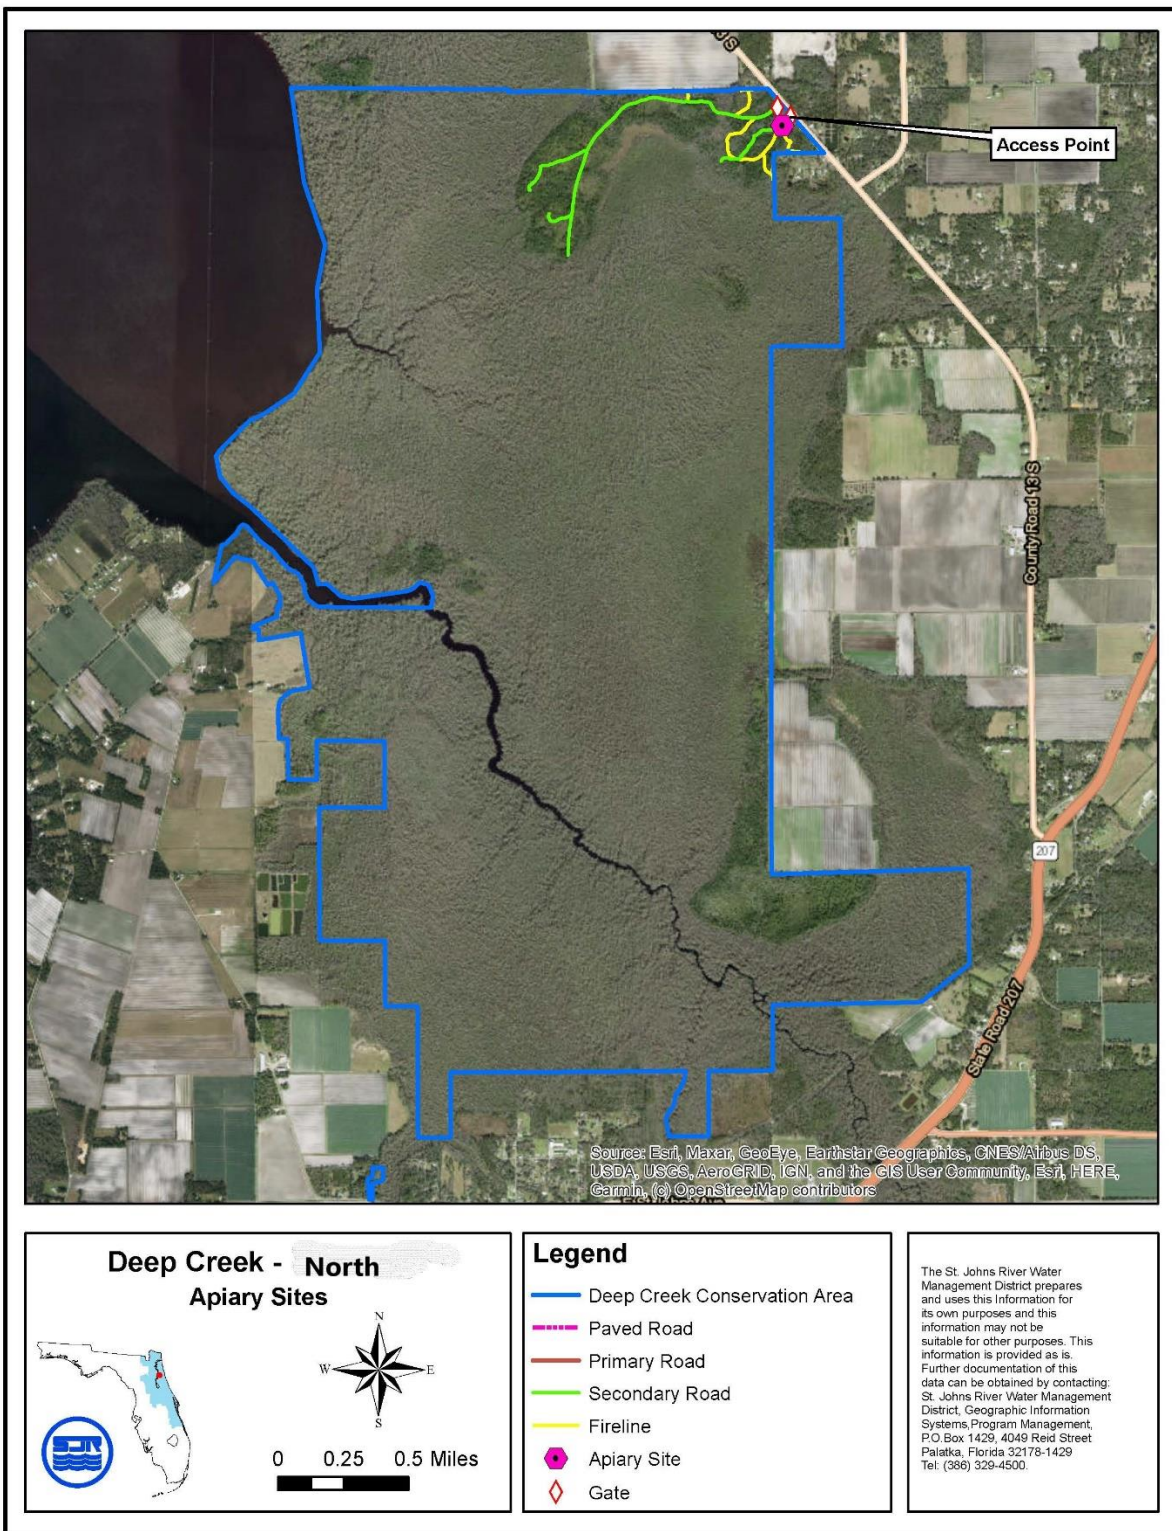 S
Access Point
County Road 13 S
207
State Road 207
Source: Esri, Maxar, GeoEye, Earthstar Geographics, CNES/Airbus DS,
USDA, USGS, AeroGRID, IGN, and the GIS User Community, Esri, HERE,
Garmin, (c) OpenStreetMap contributors
Deep Creek - North
Apiary Sites
N
W E
S
SJR
0 0.25 0.5 Miles
Legend
Deep Creek Conservation Area
Paved Road
Primary Road
Secondary Road
Fireline
Apiary Site
Gate
The St. Johns River Water
Management District prepares
and uses this Information for
its own purposes and this
information may not be
suitable for other purposes. This
information is provided as is.
Further documentation of this
data can be obtained by contacting:
St. Johns River Water Management
District, Geographic Information
Systems,Program Management,
P.O.Box 1429, 4049 Reid Street
Palatka, Florida 32178-1429
Tel: (386) 329-4500.